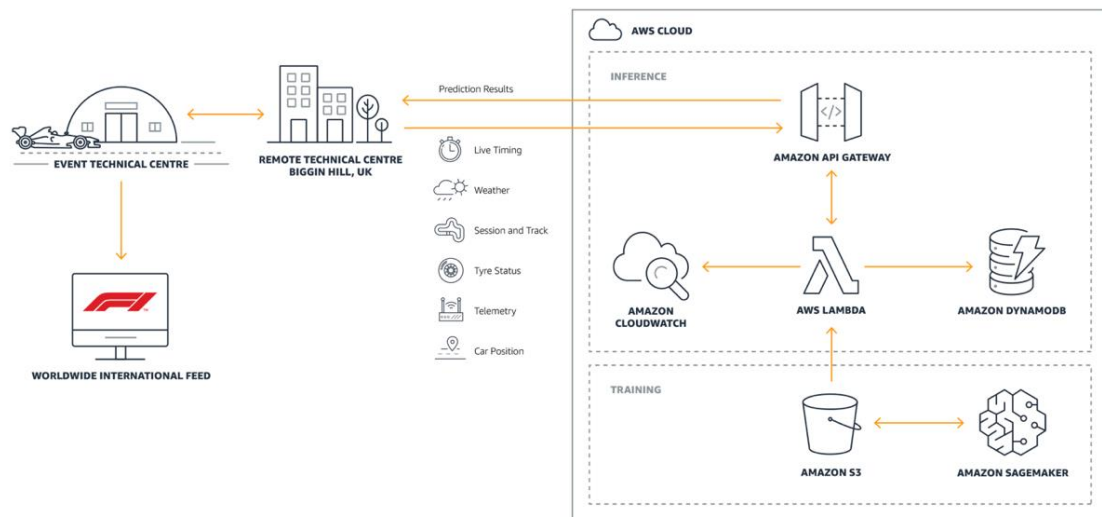 AWS CLOUD
INFERENCE
Prediction Results
</>
AMAZON API GATEWAY
EVENT TECHNICAL CENTRE
REMOTE TECHNICAL CENTRE
BIGGIN HILL, UK
Live Timing
Weather
Session and Track
Tyre Status
Telemetry
Car Position
F1
WORLDWIDE INTERNATIONAL FEED
AMAZON
CLOUDWATCH
AWS LAMBDA
AMAZON DYNAMODB
TRAINING
AMAZON S3
AMAZON SAGEMAKER